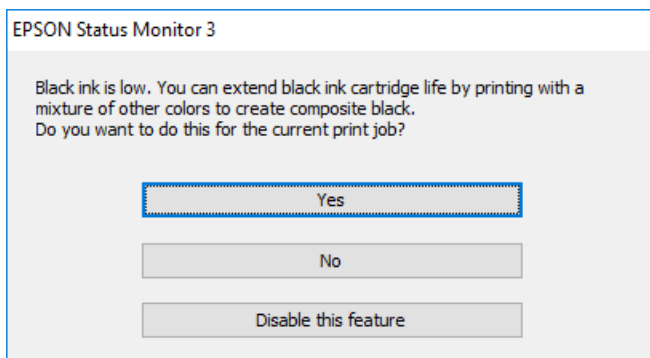 EPSON Status Monitor 3
Black ink is low. You can extend black ink cartridge life by printing with a
mixture of other colors to create composite black.
Do you want to do this for the current print job?
Yes
No
Disable this feature